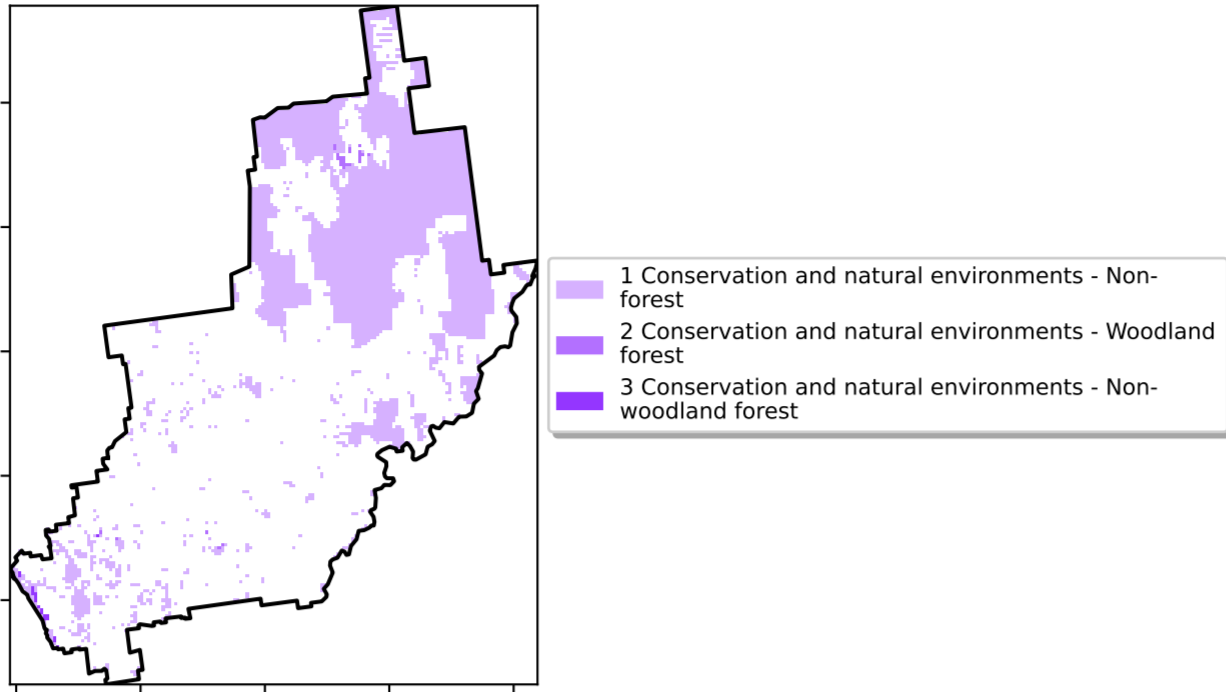 1 Conservation and natural environments - Non-
forest
2 Conservation and natural environments - Woodland
forest
3 Conservation and natural environments - Non-
woodland forest